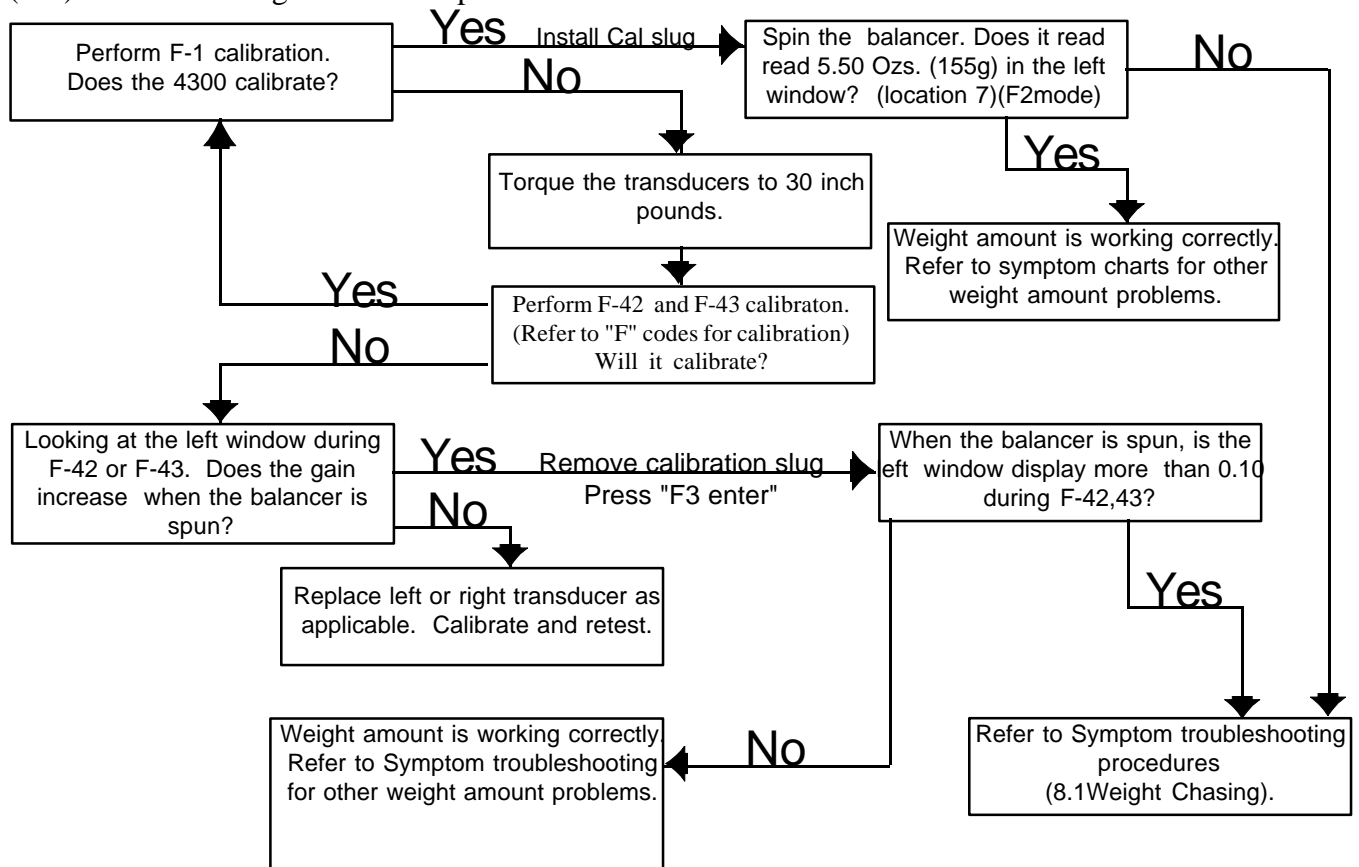 Perform F-1 calibration.
Does the 4300 calibrate?
Yes
Install Cal slug
No
Spin the balancer. Does it read
read 5.50 Ozs. (155g) in the left
window? (location 7)(F2mode)
No
Yes
Weight amount is working correctly.
Refer to symptom charts for other
weight amount problems.
Torque the transducers to 30 inch
pounds.
Perform F-42 and F-43 calibraton.
(Refer to "F" codes for calibration)
Will it calibrate?
Yes
No
Looking at the left window during
F-42 or F-43. Does the gain
increase when the balancer is
spun?
Yes
Remove calibration slug
Press "F3 enter"
No
Replace left or right transducer as
applicable. Calibrate and retest.
When the balancer is spun, is the
left window display more than 0.10
during F-42,43?
Yes
No
Weight amount is working correctly.
Refer to Symptom troubleshooting
for other weight amount problems.
Refer to Symptom troubleshooting
procedures
(8.1Weight Chasing).